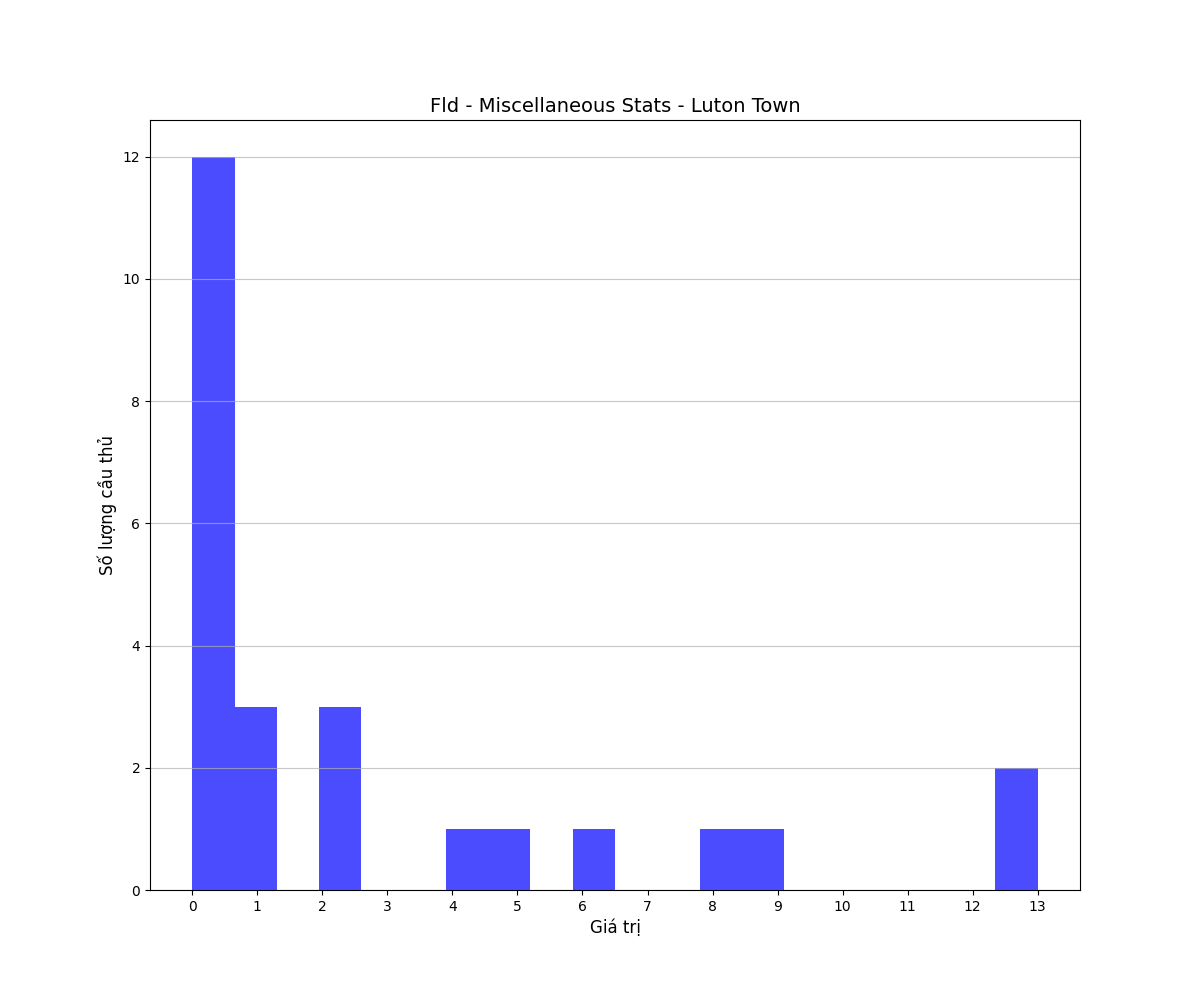 Fld - Miscellaneous Stats - Luton Town
12
10
8
6
4
2
0
Số lượng cầu thủ
0 1 2 3 4 5 6 7 8 9 10 11 12 13
Giá trị